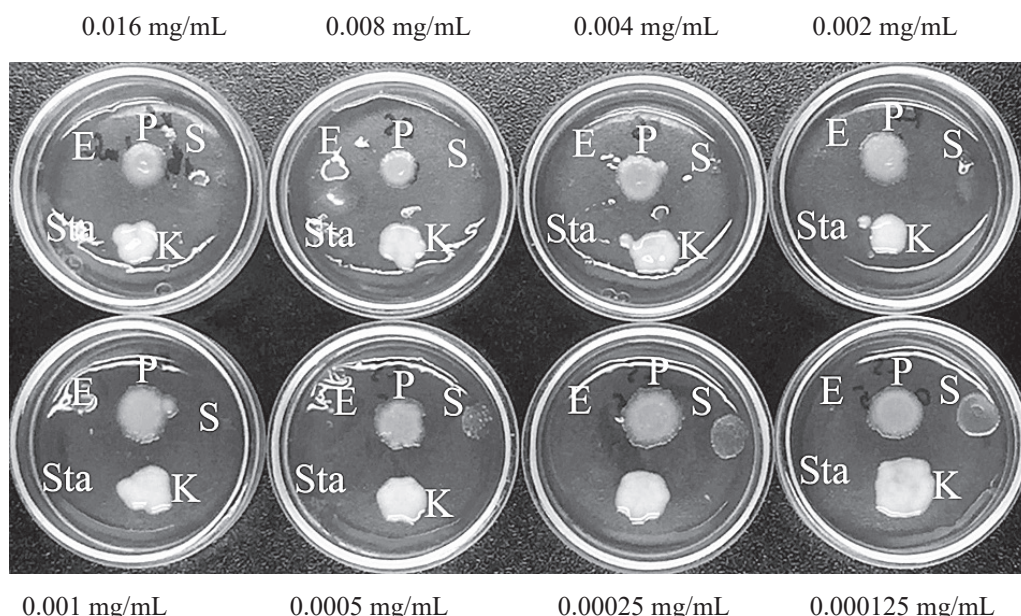 0.016 mg/mL 0.008 mg/mL 0.004 mg/mL 0.002 mg/mL
E P S E P S E P S E P S
Sta K Sta K Sta K Sta K
E P S E P S E P S E P S
Sta K Sta K Sta K
0.001 mg/mL 0.0005 mg/mL 0.00025 mg/mL 0.000125 mg/mL